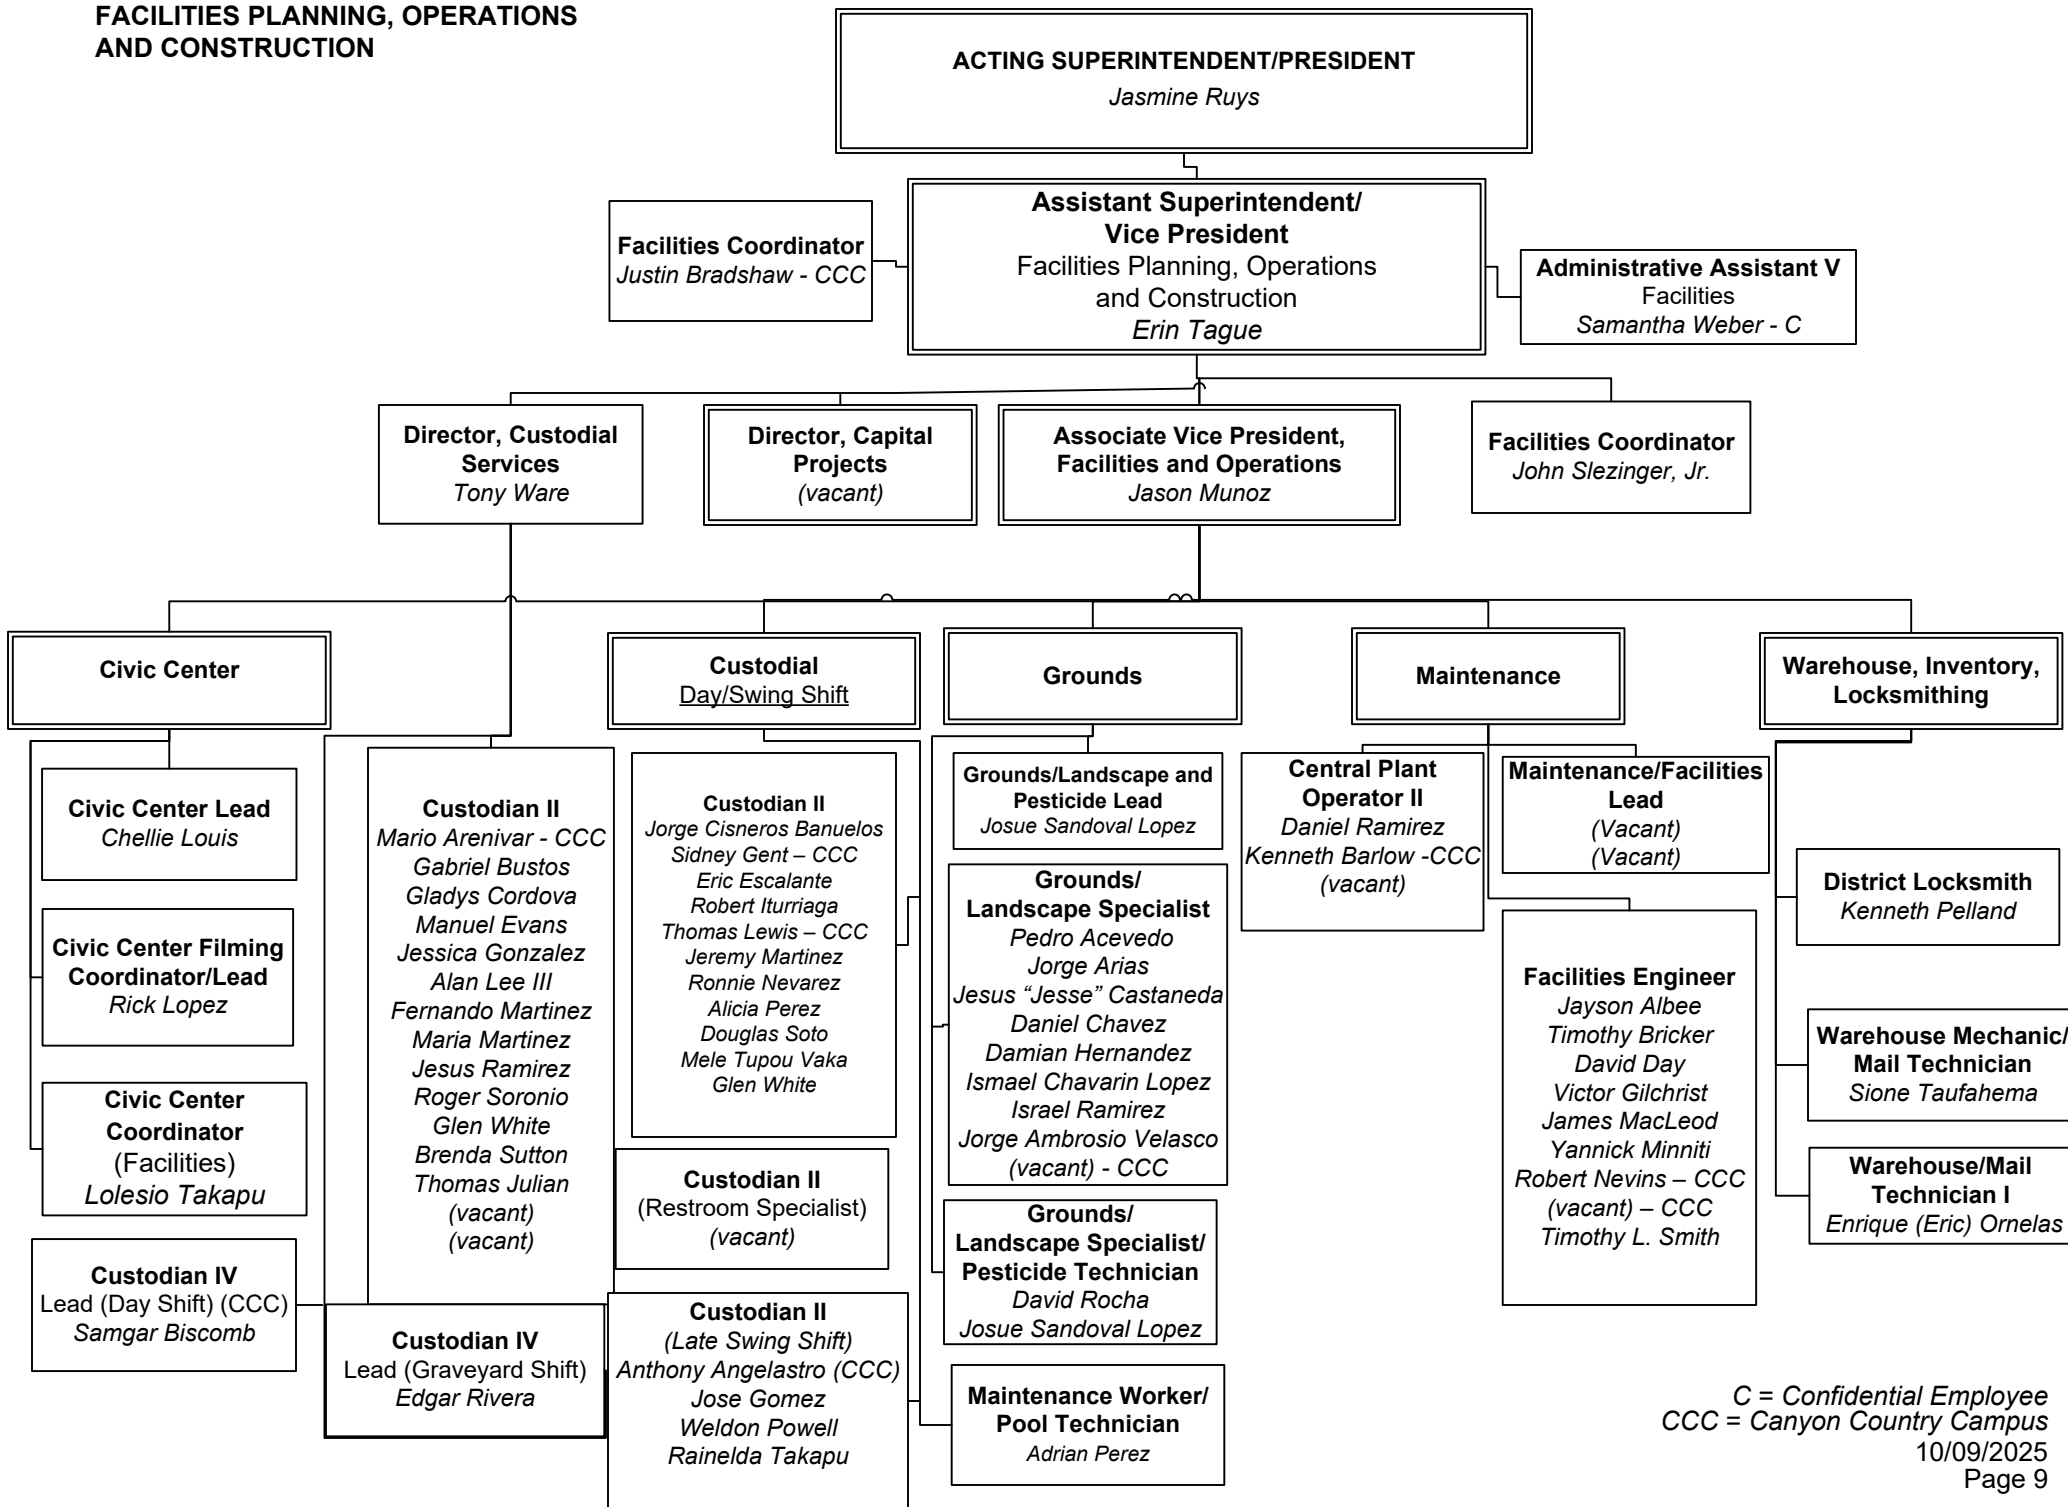 FACILITIES PLANNING, OPERATIONS
AND CONSTRUCTION
ACTING SUPERINTENDENT/PRESIDENT
Jasmine Ruys
Facilities Coordinator
Justin Bradshaw - CCC
Assistant Superintendent/
Vice President
Facilities Planning, Operations
and Construction
Erin Tague
Administrative Assistant V
Facilities
Samantha Weber - C
Director, Custodial
Services
Tony Ware
Director, Capital
Projects
(vacant)
Associate Vice President,
Facilities and Operations
Jason Munoz
Facilities Coordinator
John Slezinger, Jr.
Civic Center
Custodial
Day/Swing Shift
Grounds
Maintenance
Warehouse, Inventory,
Locksmithing
Civic Center Lead
Chellie Louis
Civic Center Filming
Coordinator/Lead
Rick Lopez
Civic Center
Coordinator
(Facilities)
Lolesio Takapu
Custodian IV
Lead (Day Shift) (CCC)
Samgar Biscomb
Custodian II
Mario Arenivar - CCC
Gabriel Bustos
Gladys Cordova
Manuel Evans
Jessica Gonzalez
Alan Lee III
Fernando Martinez
Maria Martinez
Jesus Ramirez
Roger Soronio
Glen White
Brenda Sutton
Thomas Julian
(vacant)
(vacant)
Custodian IV
Lead (Graveyard Shift)
Edgar Rivera
Custodian II
Jorge Cisneros Banuelos
Sidney Gent – CCC
Eric Escalante
Robert Iturriaga
Thomas Lewis – CCC
Jeremy Martinez
Ronnie Nevarez
Alicia Perez
Douglas Soto
Mele Tupou Vaka
Glen White
Custodian II
(Restroom Specialist)
(vacant)
Custodian II
(Late Swing Shift)
Anthony Angelastro (CCC)
Jose Gomez
Weldon Powell
Rainelda Takapu
Grounds/Landscape and
Pesticide Lead
Josue Sandoval Lopez
Grounds/
Landscape Specialist
Pedro Acevedo
Jorge Arias
Jesus “Jesse” Castaneda
Daniel Chavez
Damian Hernandez
Ismael Chavarin Lopez
Israel Ramirez
Jorge Ambrosio Velasco
(vacant) - CCC
Grounds/
Landscape Specialist/
Pesticide Technician
David Rocha
Josue Sandoval Lopez
Maintenance Worker/
Pool Technician
Adrian Perez
Central Plant
Operator II
Daniel Ramirez
Kenneth Barlow -CCC
(vacant)
Maintenance/Facilities
Lead
(Vacant)
(Vacant)
Facilities Engineer
Jayson Albee
Timothy Bricker
David Day
Victor Gilchrist
James MacLeod
Yannick Minniti
Robert Nevins – CCC
(vacant) – CCC
Timothy L. Smith
District Locksmith
Kenneth Pelland
Warehouse Mechanic/
Mail Technician
Sione Taufahema
Warehouse/Mail
Technician I
Enrique (Eric) Ornelas
C = Confidential Employee
CCC = Canyon Country Campus
10/09/2025
Page 9